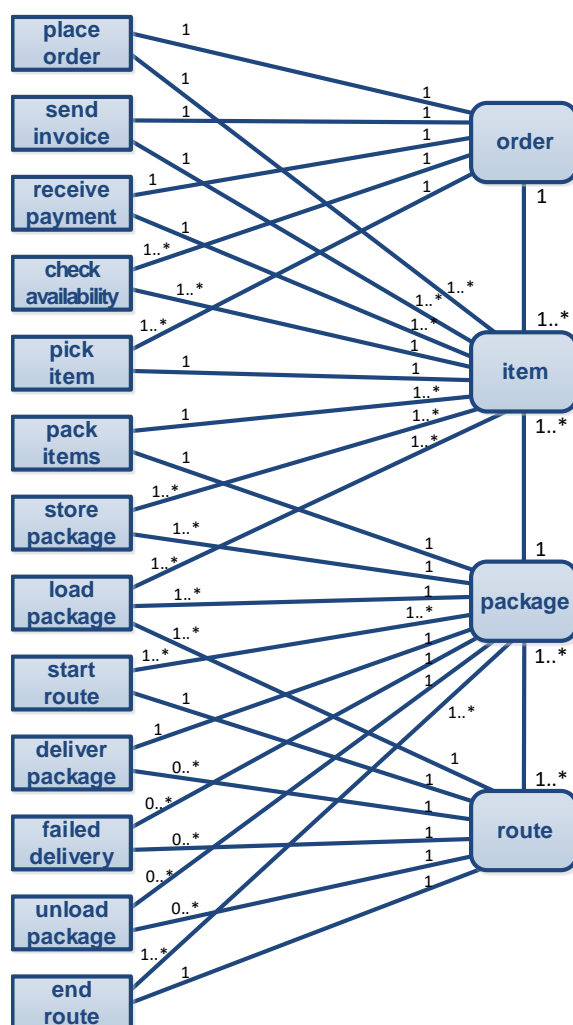 place
order
1
1
1
send
invoice
1
1
order
1
1
1
receive
payment
1
1
1
1
check
availability
1..*
1..*
1..*
1..*
1..*
1..*
pick
item
1..*
1
1
1
item
pack
items
1
1..*
1..*
1..*
1..*
1
store
package
1..*
1..*
1
1
1
load
package
1..*
1..*
1
1..*
package
start
route
1..*
1..*
1
1
1
1..*
1
1..*
deliver
package
1
0..*
1
1
1..*
1
failed
delivery
0..*
0..*
1
route
unload
package
0..*
0..*
1
1
end
route
1..*
1